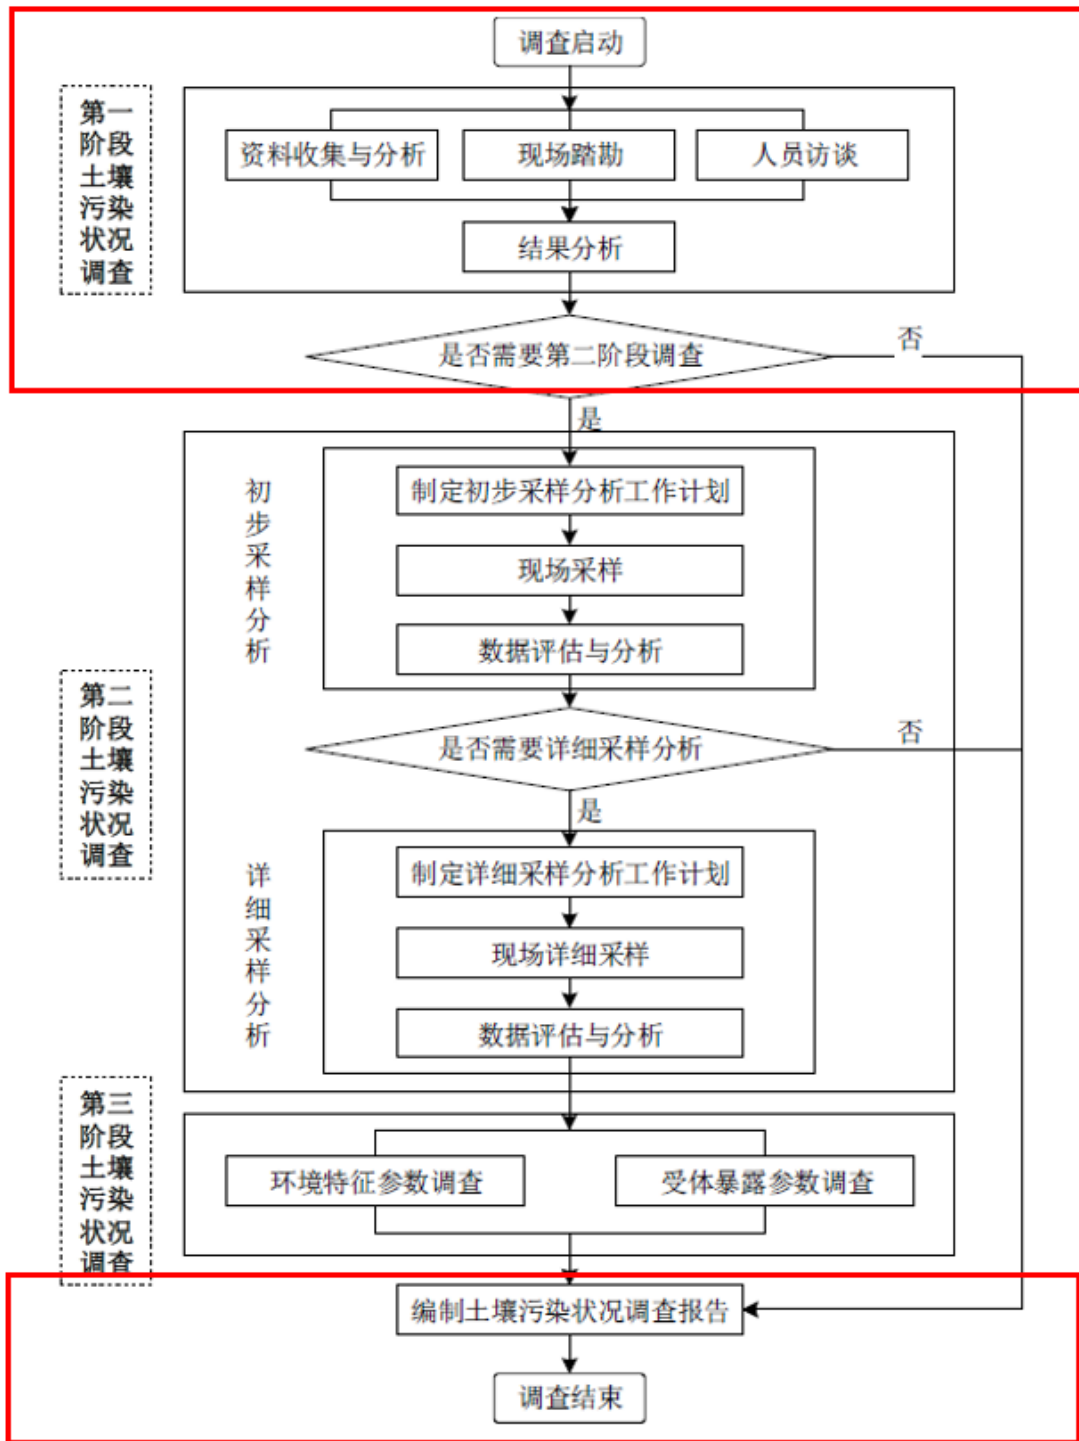 调查启动
第一
阶段
土壤
污染
状况
调查
资料收集与分析
现场踏勘
人员访谈
结果分析
是否需要第二阶段调查
否
是
第二
阶段
土壤
污染
状况
调查
初
步
采
样
分
析
制定初步采样分析工作计划
现场采样
数据评估与分析
是否需要详细采样分析
否
是
详
细
采
样
分
析
制定详细采样分析工作计划
现场详细采样
数据评估与分析
第三
阶段
土壤
污染
状况
调查
环境特征参数调查
受体暴露参数调查
编制土壤污染状况调查报告
调查结束